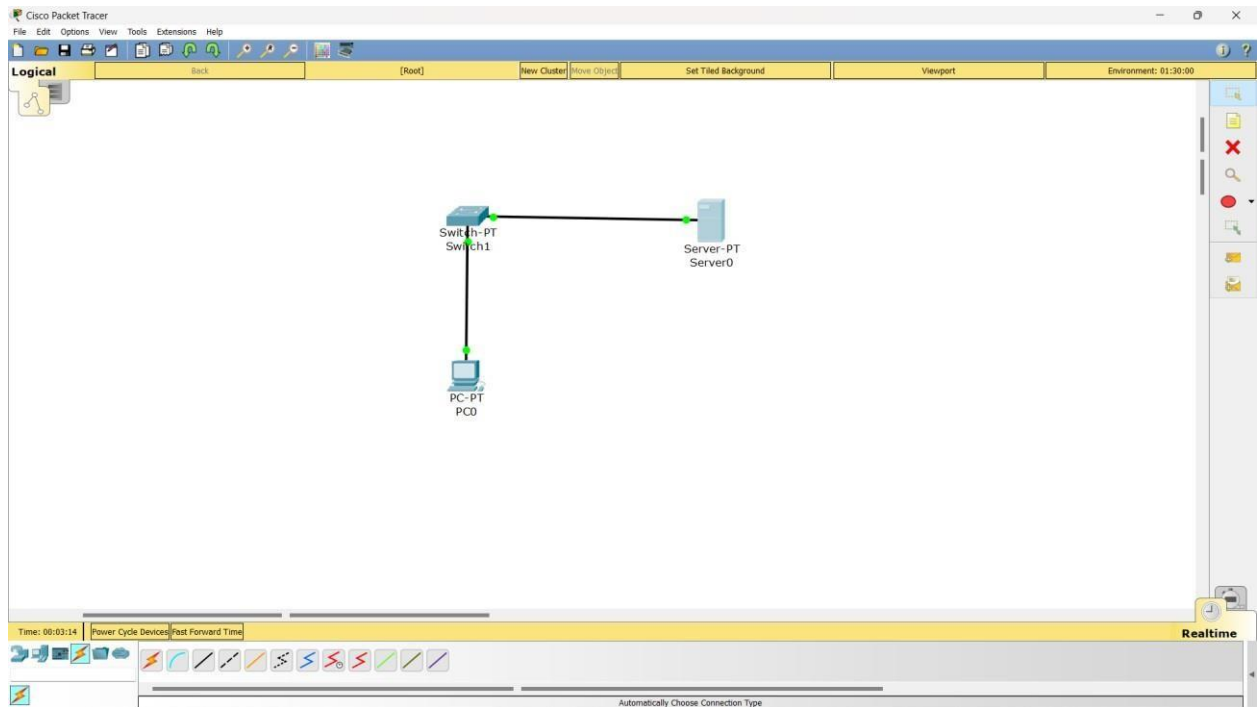 Cisco Packet Tracer
File Edit Options View Tools Extensions Help
Logical Back [Root] New Cluster Move Object Set Tiled Background Viewport Environment: 01:30:00
Switch-PT
Switch1
Server-PT
Server0
PC-PT
PC0
Time: 00:03:14 Power Cycle Devices Fast Forward Time Realtime
Automatically Choose Connection Type